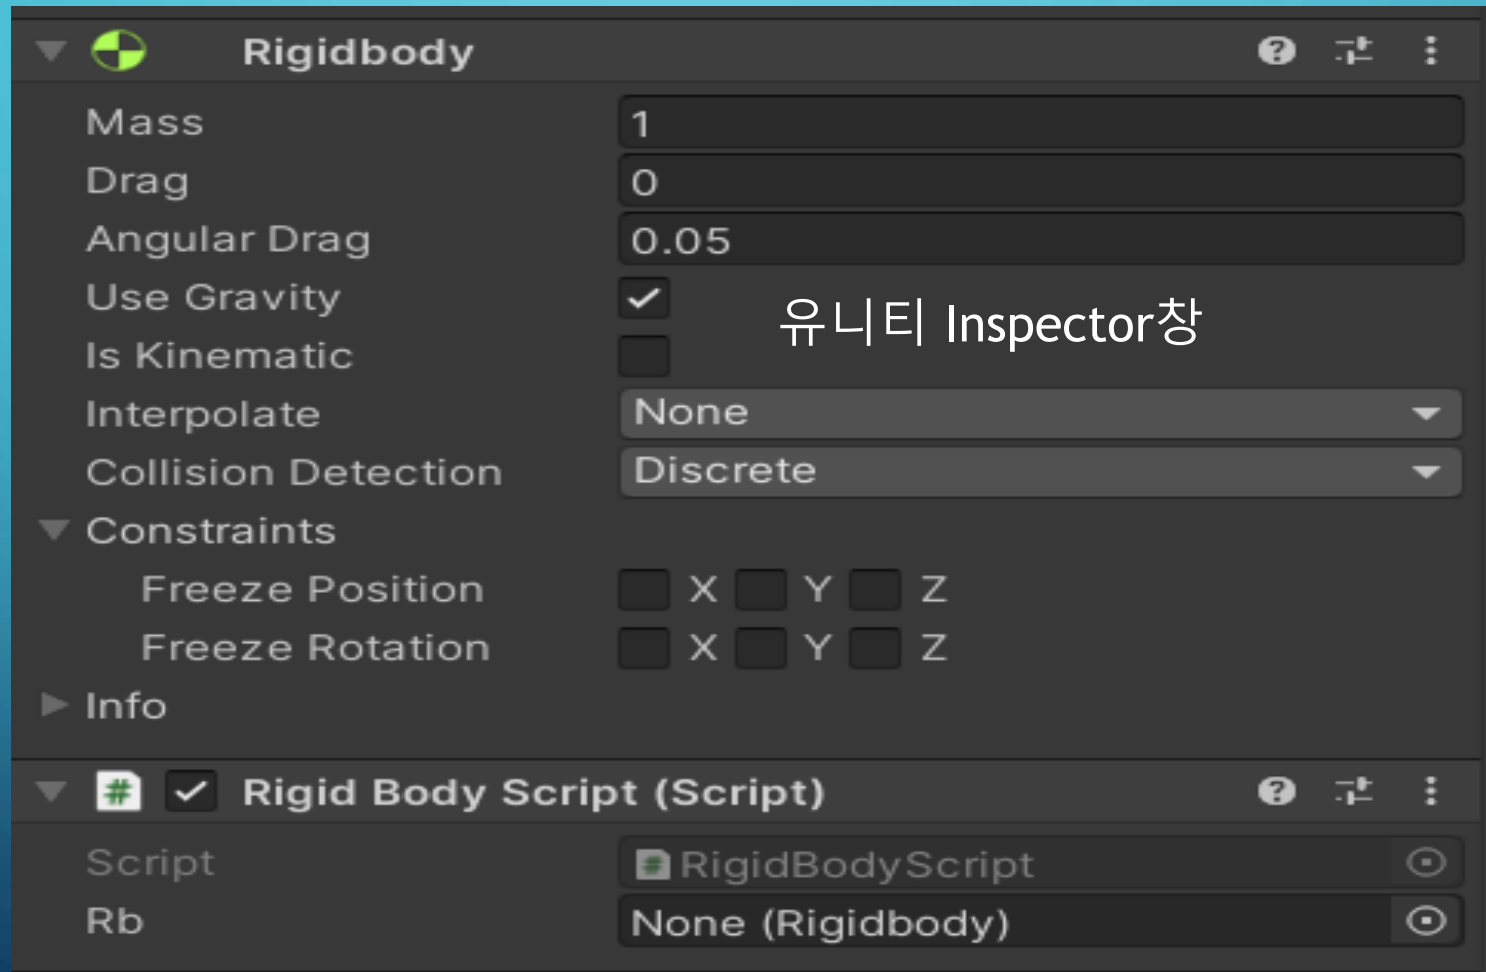 Rigidbody
Mass 1
Drag 0
Angular Drag 0.05
Use Gravity
유니티 Inspector창
Is Kinematic
Interpolate None
Collision Detection Discrete
Constraints
Freeze Position X Y Z
Freeze Rotation X Y Z
Info
# Rigid Body Script (Script)
Script # RigidBodyScript
Rb None (Rigidbody)